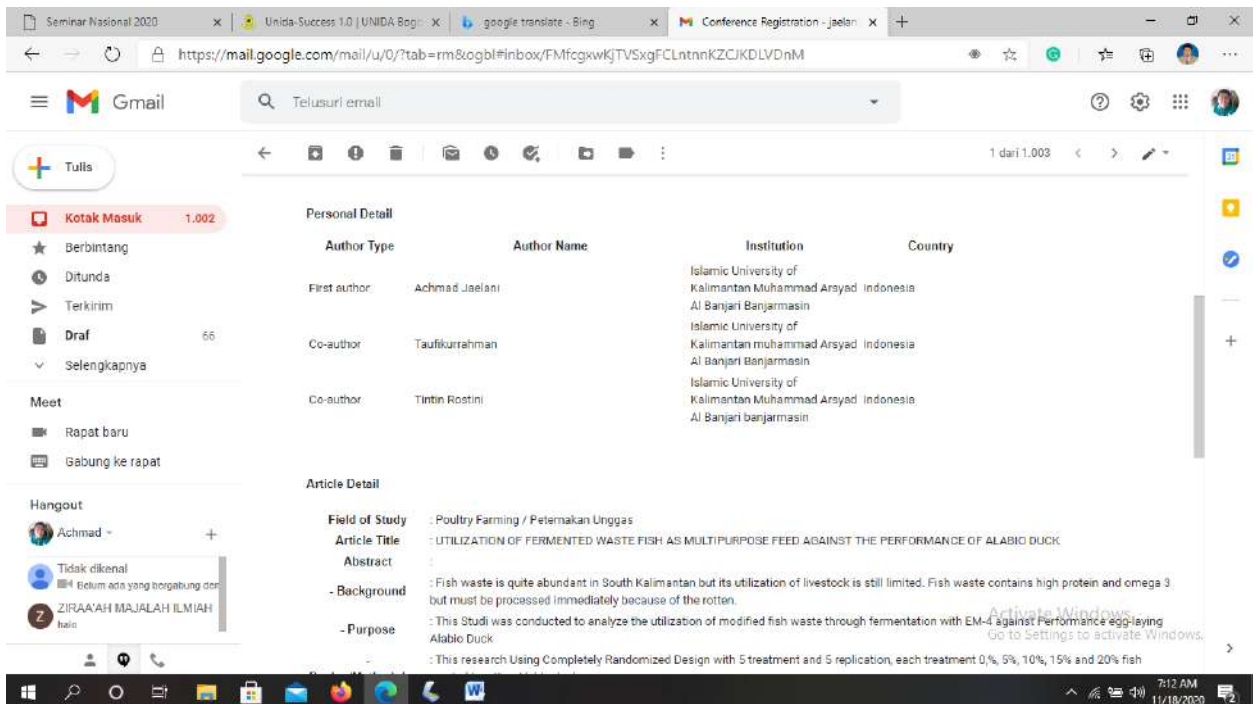 Seminar Nasional 2020
Unida-Success 1.0 | UNIDA Bog
google translate - Bing
Conference Registration - jaelan
https://mail.google.com/mail/u/0/?tab=rm&ogbl#inbox/FMfcgxwKjTVSxgFCLntnnKZCJKDLVDnM
Gmail
Telusuri email
Tulis
1 dari 1.003
Kotak Masuk 1.002
Berbintang
Ditunda
Terkirim
Draf 66
Selengkapnya
Meet
Rapat baru
Gabung ke rapat
Hangout
Achmad
Tidak dikenal
Belum ada yang bergabung den
Z
ZIRAA'AH MAJALAH ILMIAH
halo
Personal Detail
Author Type Author Name Institution Country
First author Achmad Jaelani Islamic University of
Kalimantan Muhammad Arsyad Indonesia
Al Banjari Banjarmasin
Co-author Taufikurrahman Islamic University of
Kalimantan muhammad Arsyad Indonesia
Al Banjari Banjarmasin
Co-author Tintin Rostini Islamic University of
Kalimantan Muhammad Arsyad Indonesia
Al Banjari banjarmasin
Article Detail
Field of Study : Poultry Farming / Peternakan Unggas
Article Title : UTILIZATION OF FERMENTED WASTE FISH AS MULTIPURPOSE FEED AGAINST THE PERFORMANCE OF ALABIO DUCK
Abstract :
- Background : Fish waste is quite abundant in South Kalimantan but its utilization of livestock is still limited. Fish waste contains high protein and omega 3
but must be processed immediately because of the rotten.
- Purpose : This Studi was conducted to analyze the utilization of modified fish waste through fermentation with EM-4 against Performance egg-laying
Alabio Duck
- : This research Using Completely Randomized Design with 5 treatment and 5 replication, each treatment 0,%, 5%, 10%, 15% and 20% fish
Activate Windows
Go to Settings to activate Windows.
7:12 AM
11/18/2020